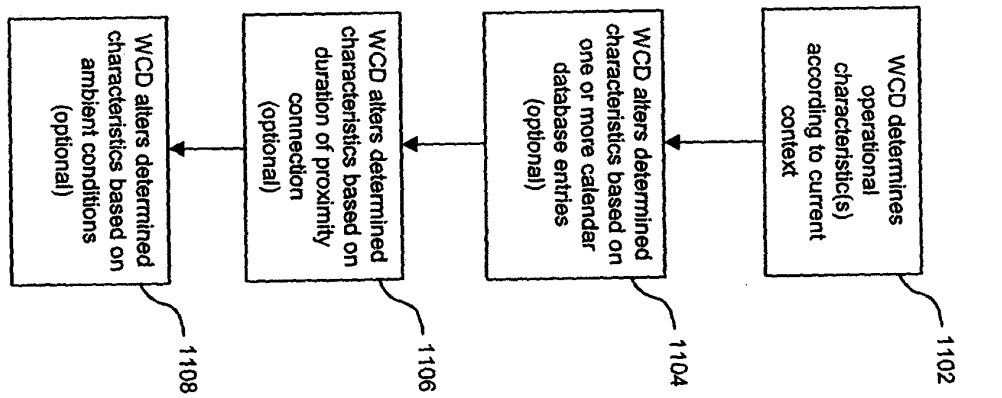 WCD determines
operational
characteristic(s)
according to current
context
1102
WCD alters determined
characteristics based on
one or more calendar
database entries
(optional)
1104
WCD alters determined
characteristics based on
duration of proximity
connection
(optional)
1106
WCD alters determined
characteristics based on
ambient conditions
(optional)
1108